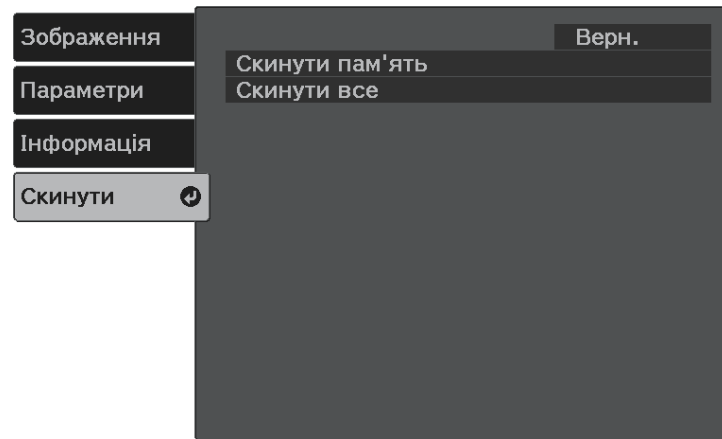 Зображення
Параметри
Інформація
Скинути
Верн.
Скинути пам'ять
Скинути все